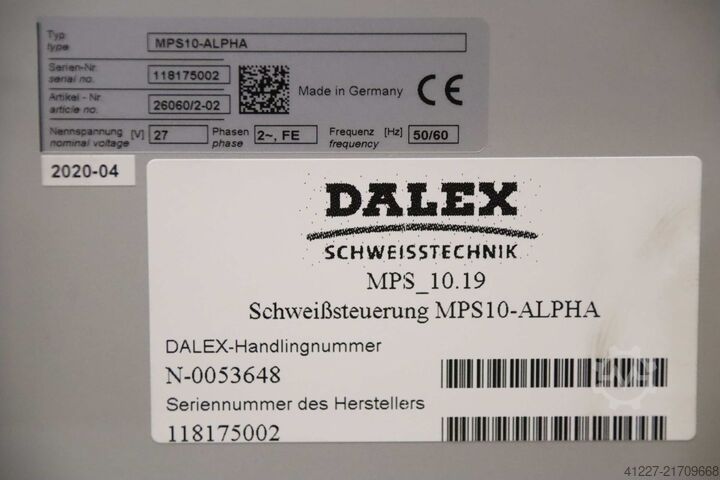 Typ
type
MPS10-ALPHA
Serien-Nr.
serial no.
118175002
Artikel - Nr.
article no.
26060/2-02
Made in Germany
CE
Nennspannung [V] 27 Phasen 2~, FE Frequenz [Hz] 50/60
nominal voltage phase frequency
2020-04
DALEX
SCHWEISSTECHNIK
MPS_10.19
Schweißsteuerung MPS10-ALPHA
DALEX-Handlingnummer
N-0053648
Seriennummer des Herstellers
118175002
41227-21709668